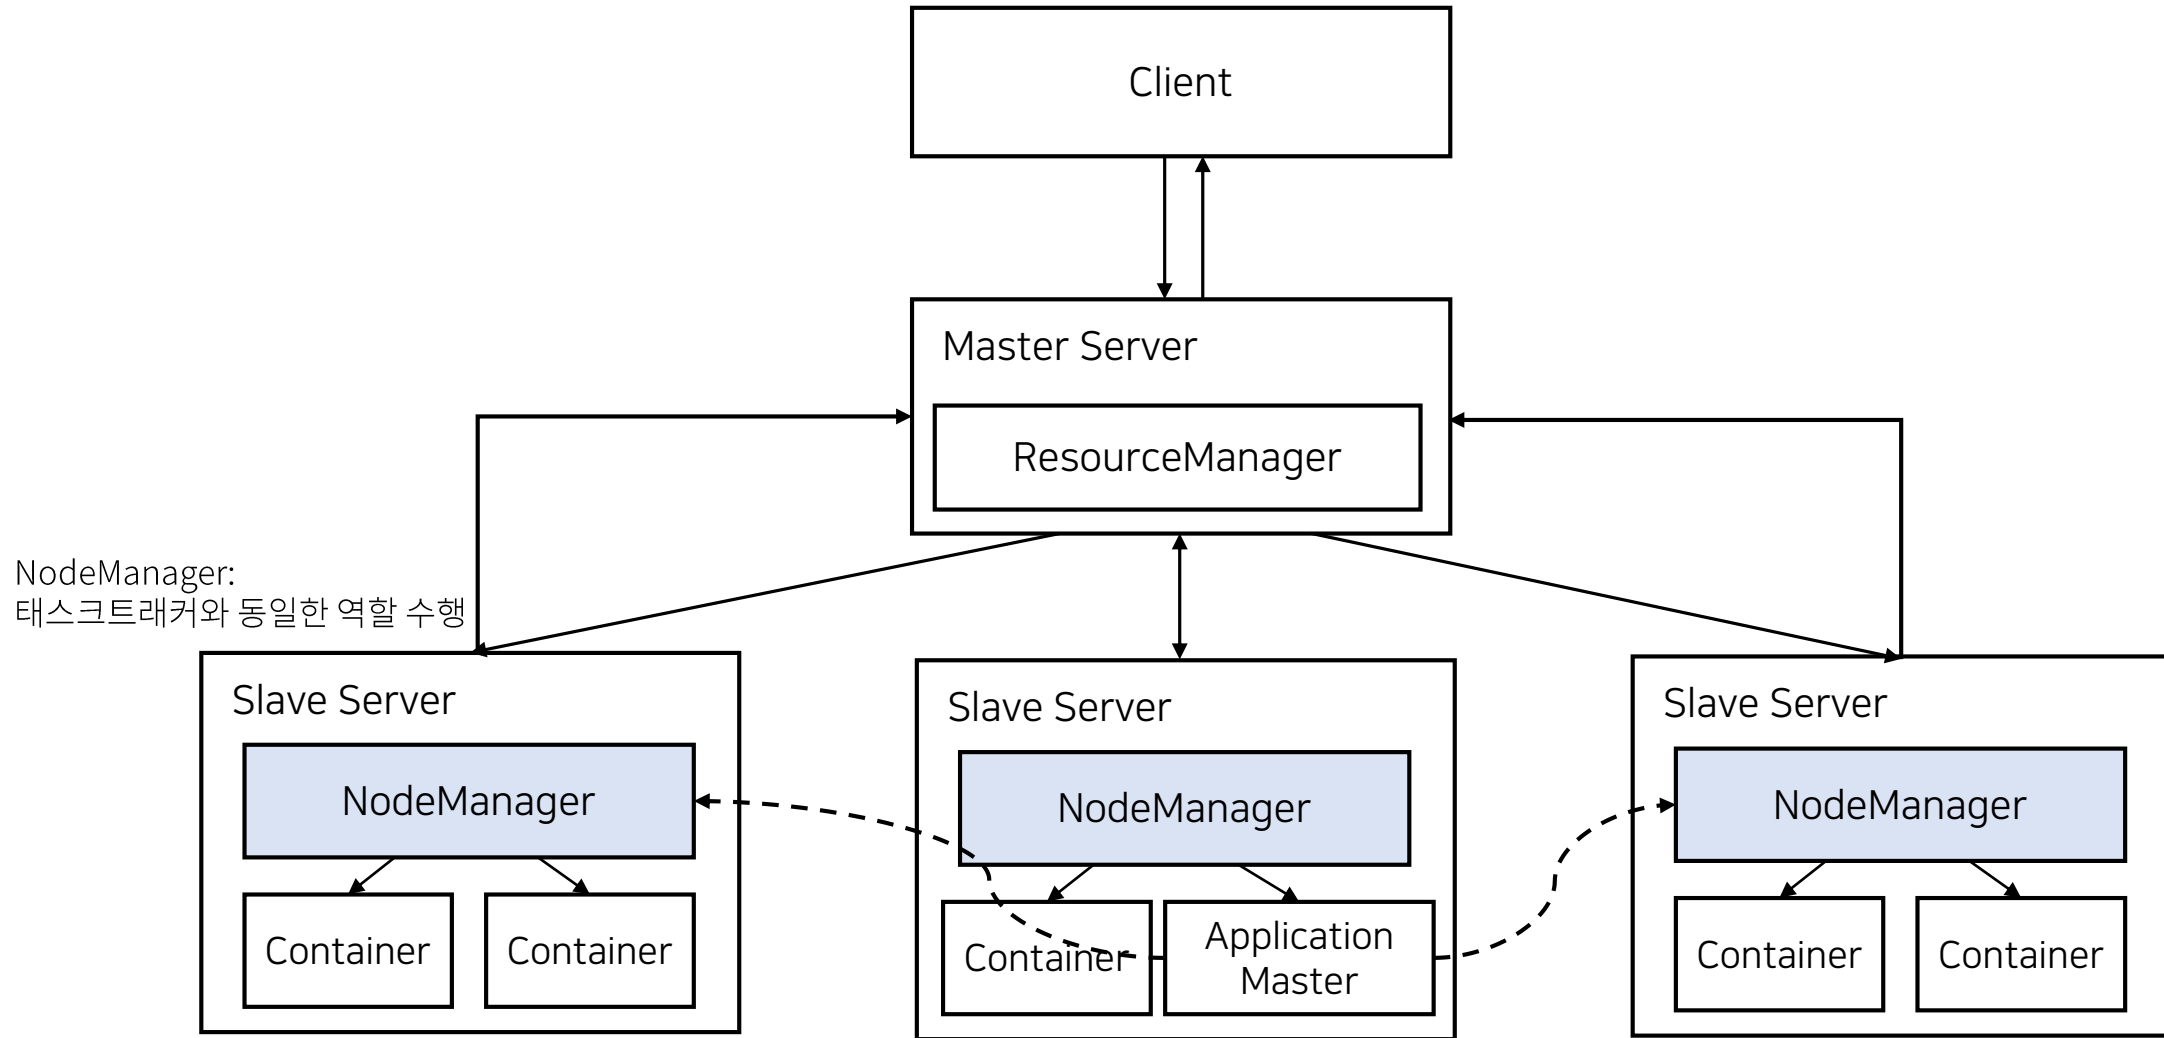 Client
Master Server
ResourceManager
NodeManager:
태스크트래커와 동일한 역할 수행
Slave Server
NodeManager
Container
Container
Slave Server
NodeManager
Container
Application
Master
Slave Server
NodeManager
Container
Container